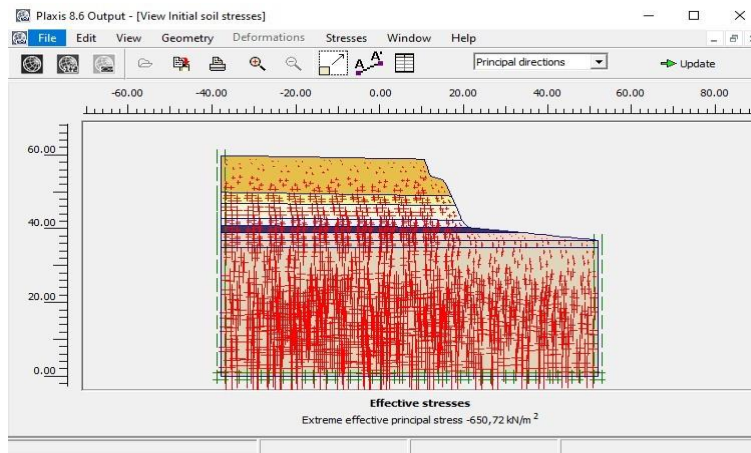 Plaxis 8.6 Output - [View Initial soil stresses]
File Edit View Geometry Deformations Stresses Window Help
Principal directions Update
-60.00 -40.00 -20.00 0.00 20.00 40.00 60.00 80.00
60.00
40.00
20.00
0.00
Effective stresses
Extreme effective principal stress -650,72 kN/m²